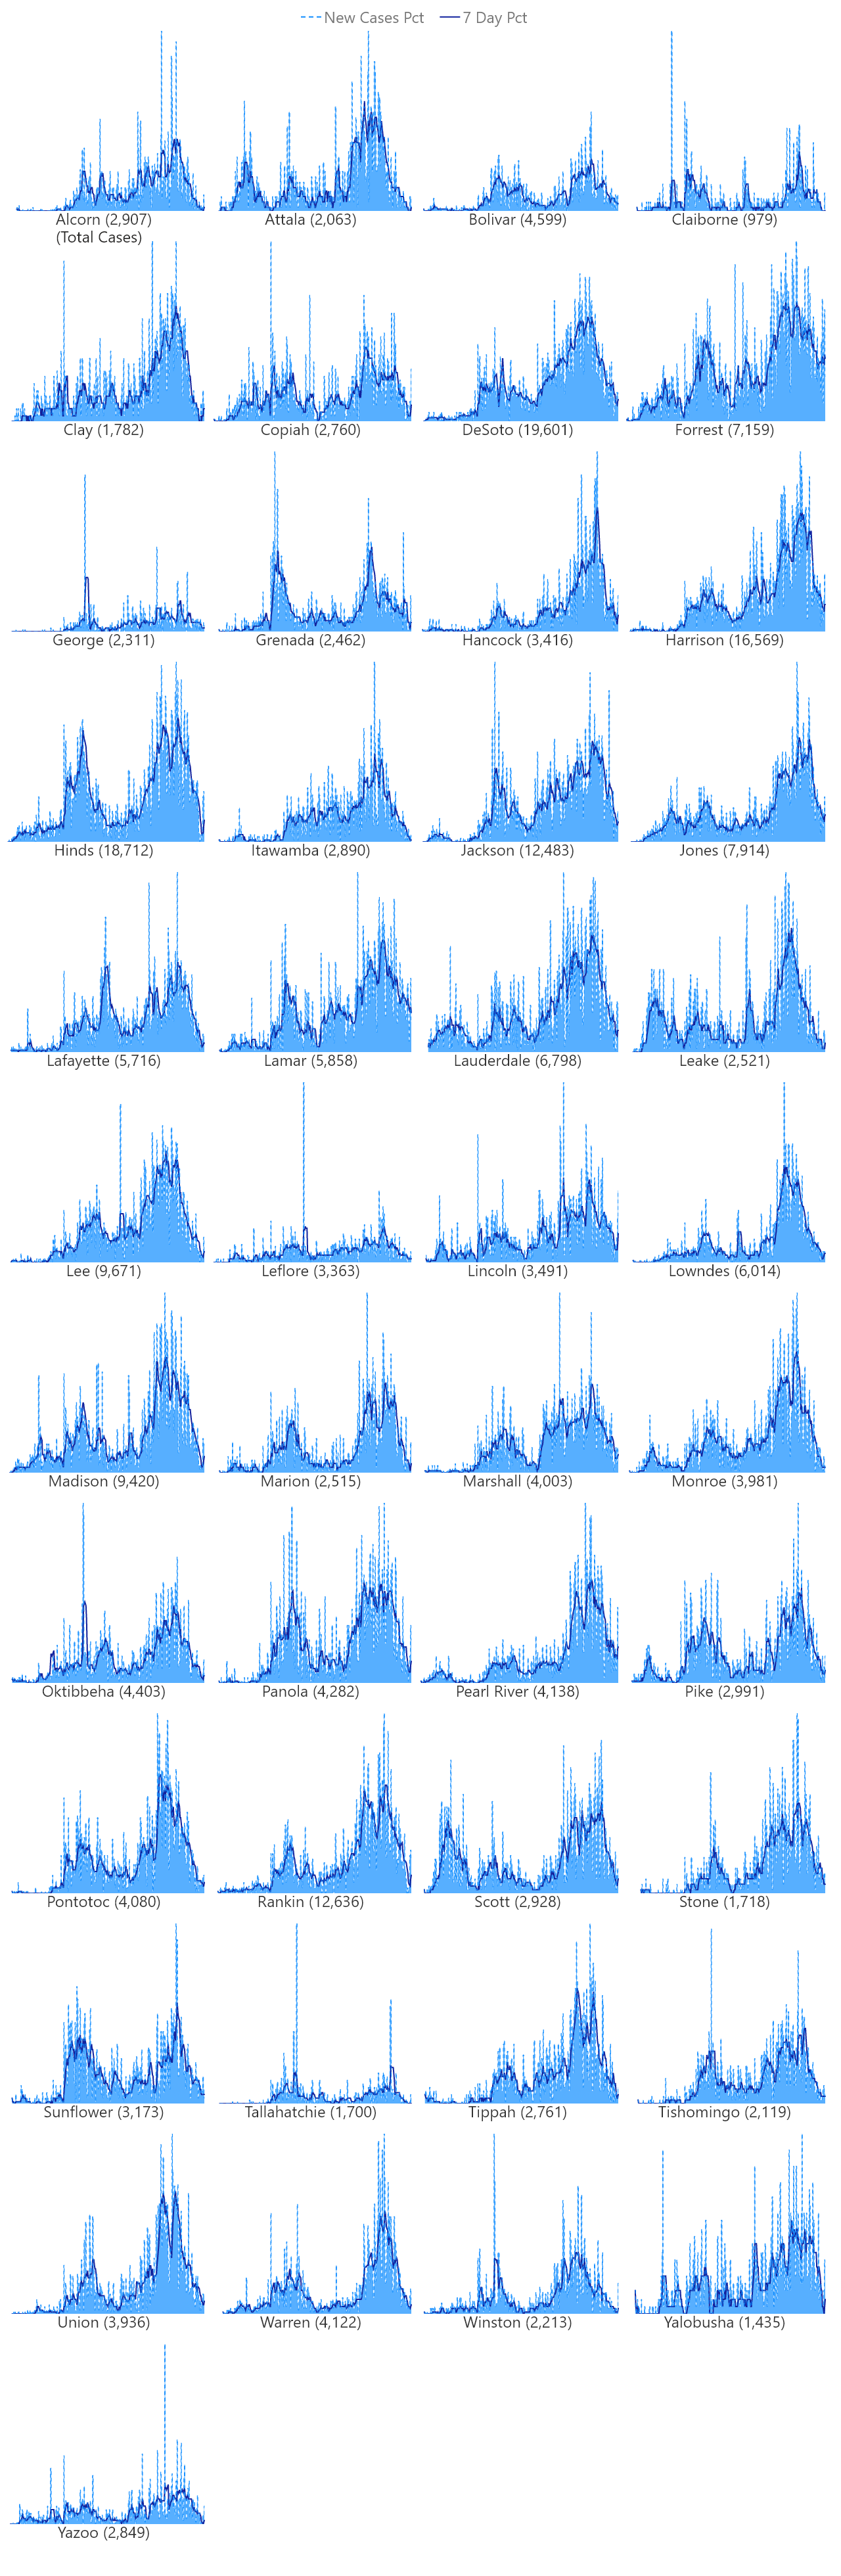 New Cases Pct 7 Day Pct
Alcorn (2,907) Attala (2,063) Bolivar (4,599) Claiborne (979)
(Total Cases)
Clay (1,782) Copiah (2,760) DeSoto (19,601) Forrest (7,159)
George (2,311) Grenada (2,462) Hancock (3,416) Harrison (16,569)
Hinds (18,712) Itawamba (2,890) Jackson (12,483) Jones (7,914)
Lafayette (5,716) Lamar (5,858) Lauderdale (6,798) Leake (2,521)
Lee (9,671) Leflore (3,363) Lincoln (3,491) Lowndes (6,014)
Madison (9,420) Marion (2,515) Marshall (4,003) Monroe (3,981)
Oktibbeha (4,403) Panola (4,282) Pearl River (4,138) Pike (2,991)
Pontotoc (4,080) Rankin (12,636) Scott (2,928) Stone (1,718)
Sunflower (3,173) Tallahatchie (1,700) Tippah (2,761) Tishomingo (2,119)
Union (3,936) Warren (4,122) Winston (2,213) Yalobusha (1,435)
Yazoo (2,849)